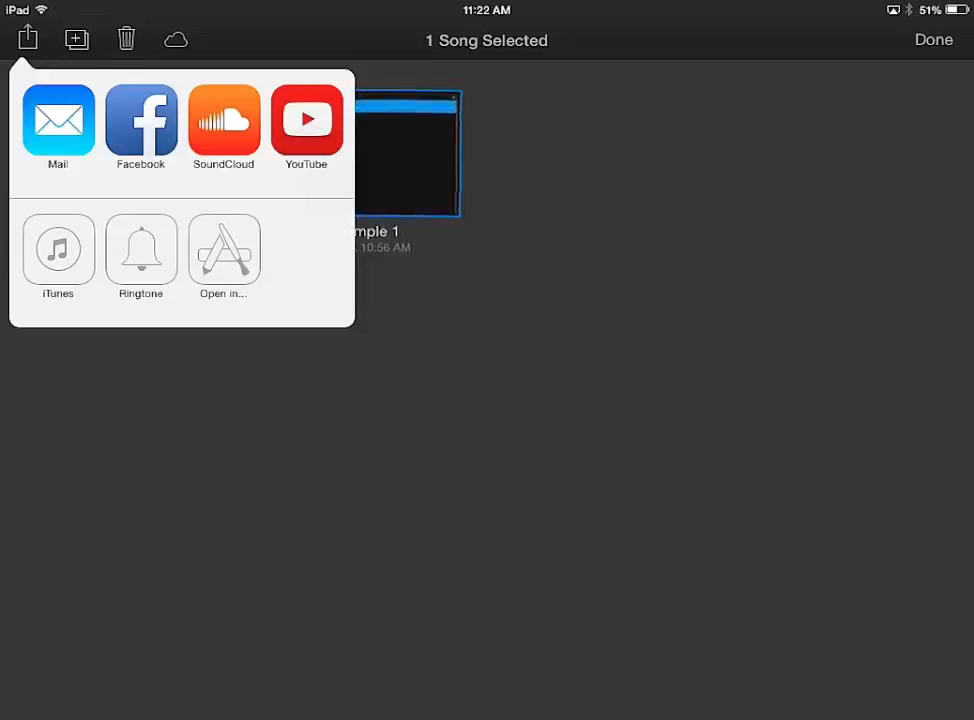 iPad 11:22 AM 51%
1 Song Selected Done
Mail Facebook SoundCloud YouTube
mple 1
10:56 AM
iTunes Ringtone Open in...